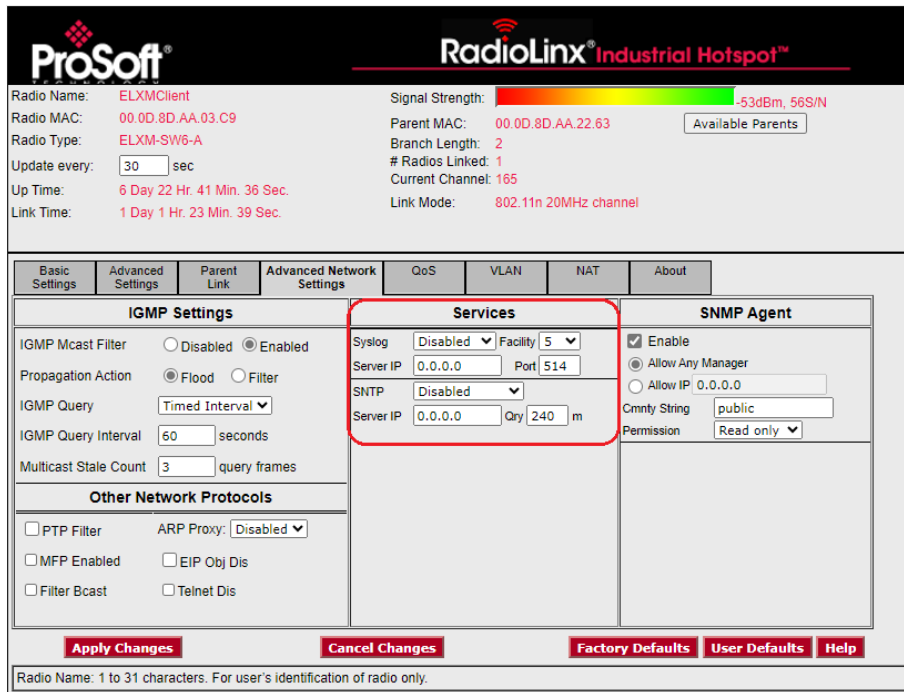 ProSoft®
TECHNOLOGY
RadioLinx® Industrial Hotspot™
Radio Name: ELXMClient
Radio MAC: 00.0D.8D.AA.03.C9
Radio Type: ELXM-SW6-A
Update every: 30 sec
Up Time: 6 Day 22 Hr. 41 Min. 36 Sec.
Link Time: 1 Day 1 Hr. 23 Min. 39 Sec.
Signal Strength: -53dBm, 56S/N
Parent MAC: 00.0D.8D.AA.22.63 Available Parents
Branch Length: 2
# Radios Linked: 1
Current Channel: 165
Link Mode: 802.11n 20MHz channel
Basic Settings
Advanced Settings
Parent Link
Advanced Network Settings
QoS
VLAN
NAT
About
IGMP Settings
IGMP Mcast Filter Disabled Enabled
Propagation Action Flood Filter
IGMP Query Timed Interval
IGMP Query Interval 60 seconds
Multicast Stale Count 3 query frames
Other Network Protocols
PTP Filter ARP Proxy: Disabled
MFP Enabled EIP Obj Dis
Filter Bcast Telnet Dis
Services
Syslog Disabled Facility 5
Server IP 0.0.0.0 Port 514
SNTP Disabled
Server IP 0.0.0.0 Qry 240 m
SNMP Agent
Enable
Allow Any Manager
Allow IP 0.0.0.0
Cmnty String public
Permission Read only
Apply Changes Cancel Changes Factory Defaults User Defaults Help
Radio Name: 1 to 31 characters. For user's identification of radio only.